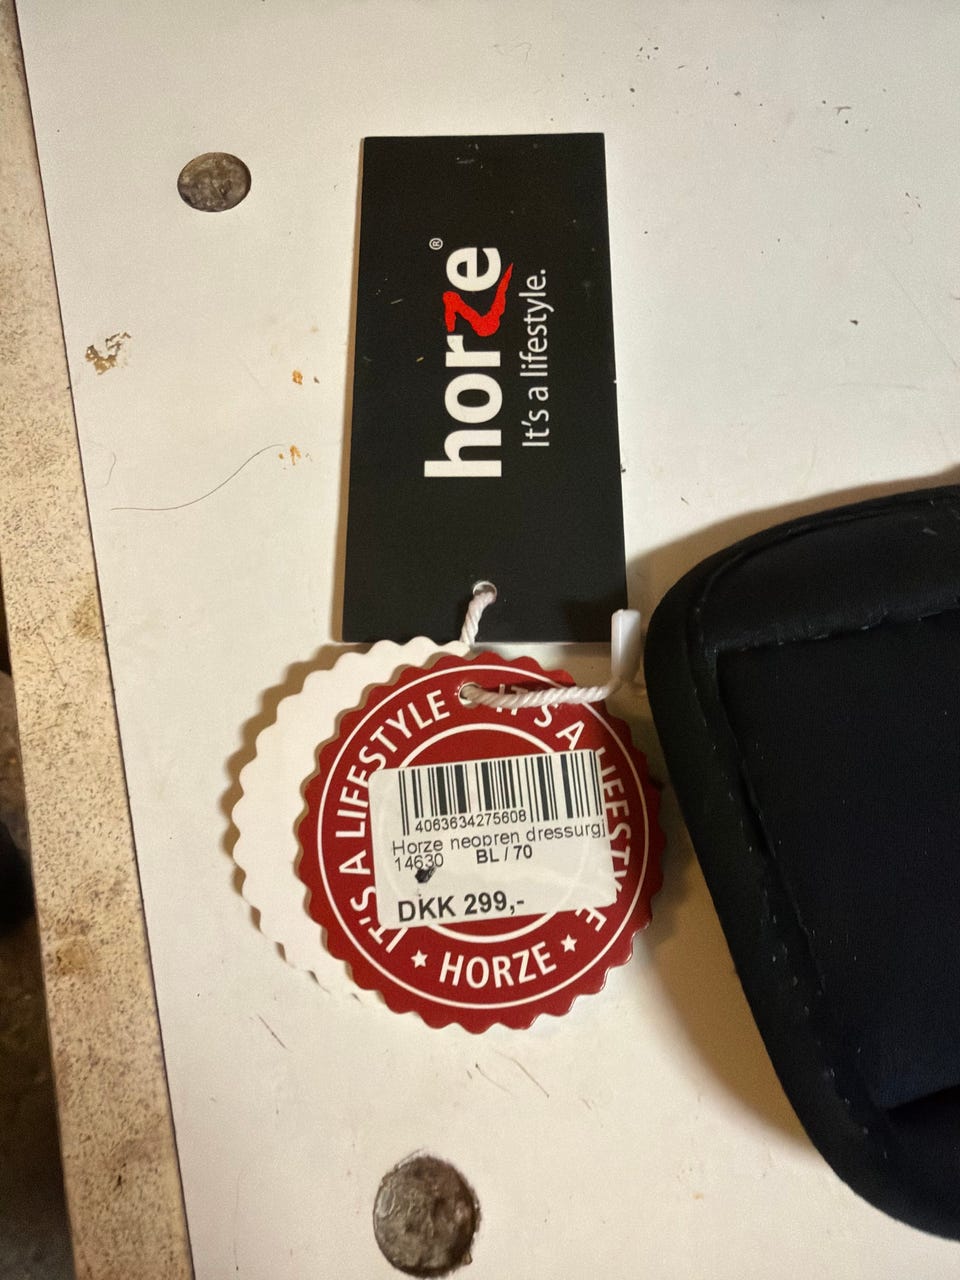 horze®
It's a lifestyle.
IT'S A LIFESTYLE
IT'S A LIFESTYLE
4063634275608
Horze neopren dressurgj
14630 BL / 70
DKK 299,-
★ HORZE ★